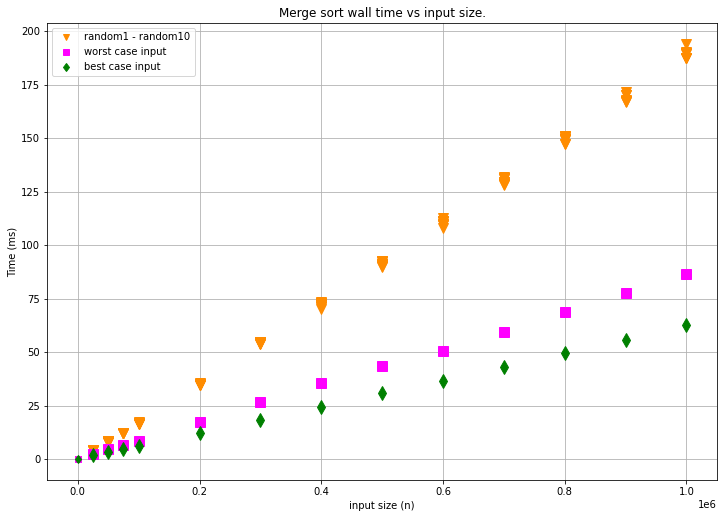 Merge sort wall time vs input size.
random1 - random10
worst case input
best case input
Time (ms)
200
175
150
125
100
75
50
25
0
0.0 0.2 0.4 0.6 0.8 1.0
1e6
input size (n)